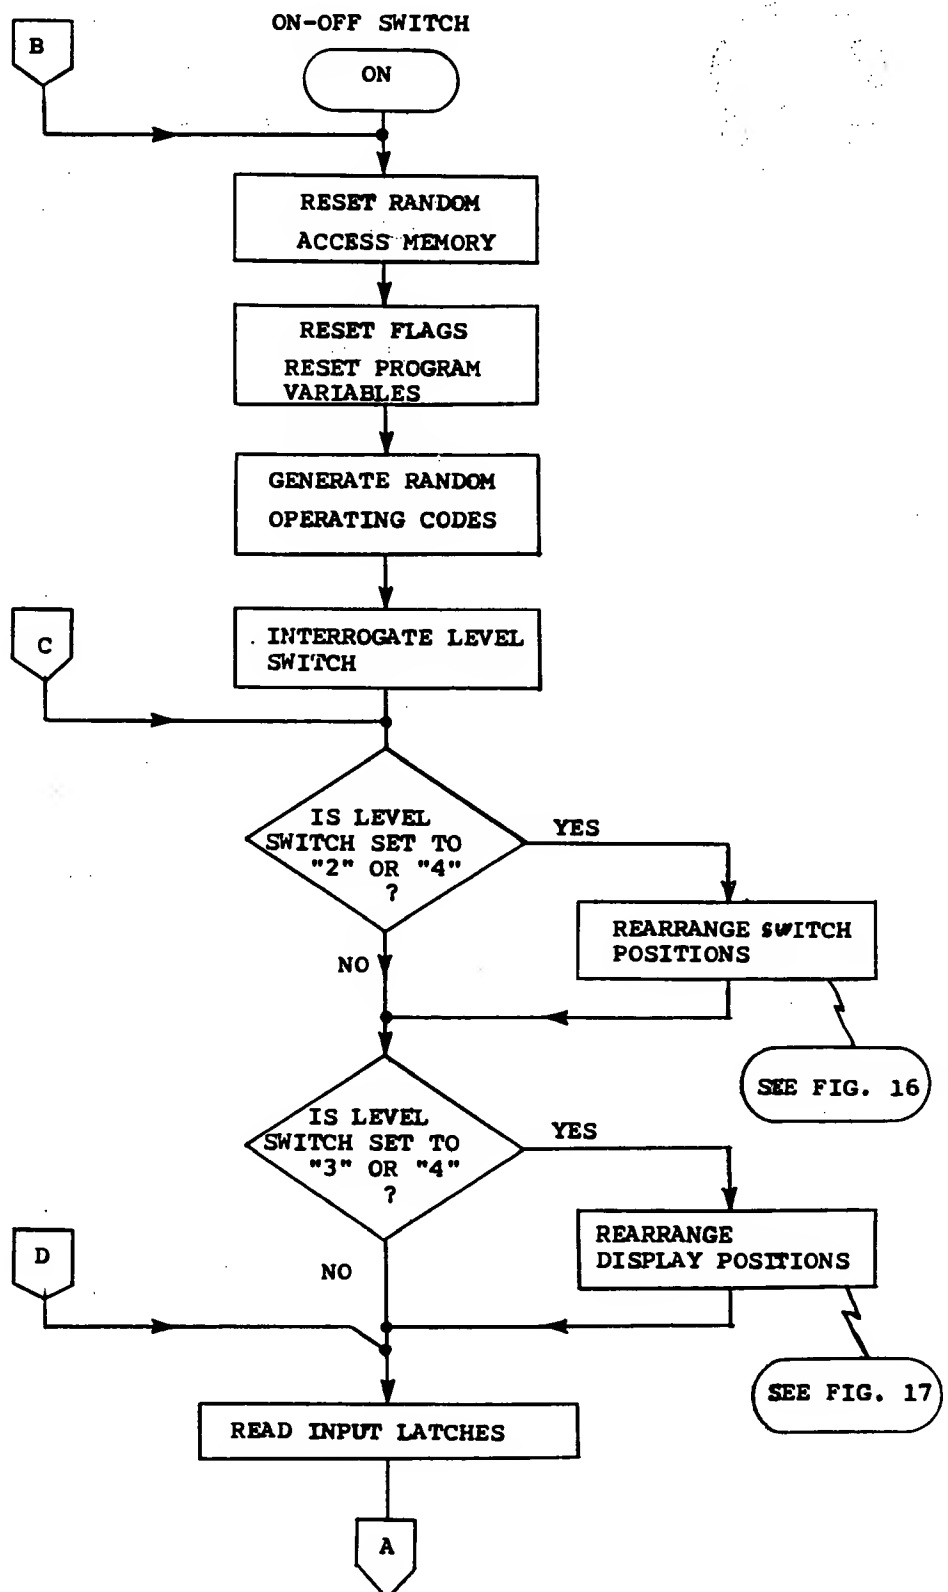 ON-OFF SWITCH
B
ON
RESET RANDOM
ACCESS MEMORY
RESET FLAGS
RESET PROGRAM
VARIABLES
GENERATE RANDOM
OPERATING CODES
C
INTERROGATE LEVEL
SWITCH
IS LEVEL
SWITCH SET TO
"2" OR "4"
?
YES
REARRANGE SWITCH
POSITIONS
NO
SEE FIG. 16
IS LEVEL
SWITCH SET TO
"3" OR "4"
?
YES
REARRANGE
DISPLAY POSITIONS
D
NO
SEE FIG. 17
READ INPUT LATCHES
A